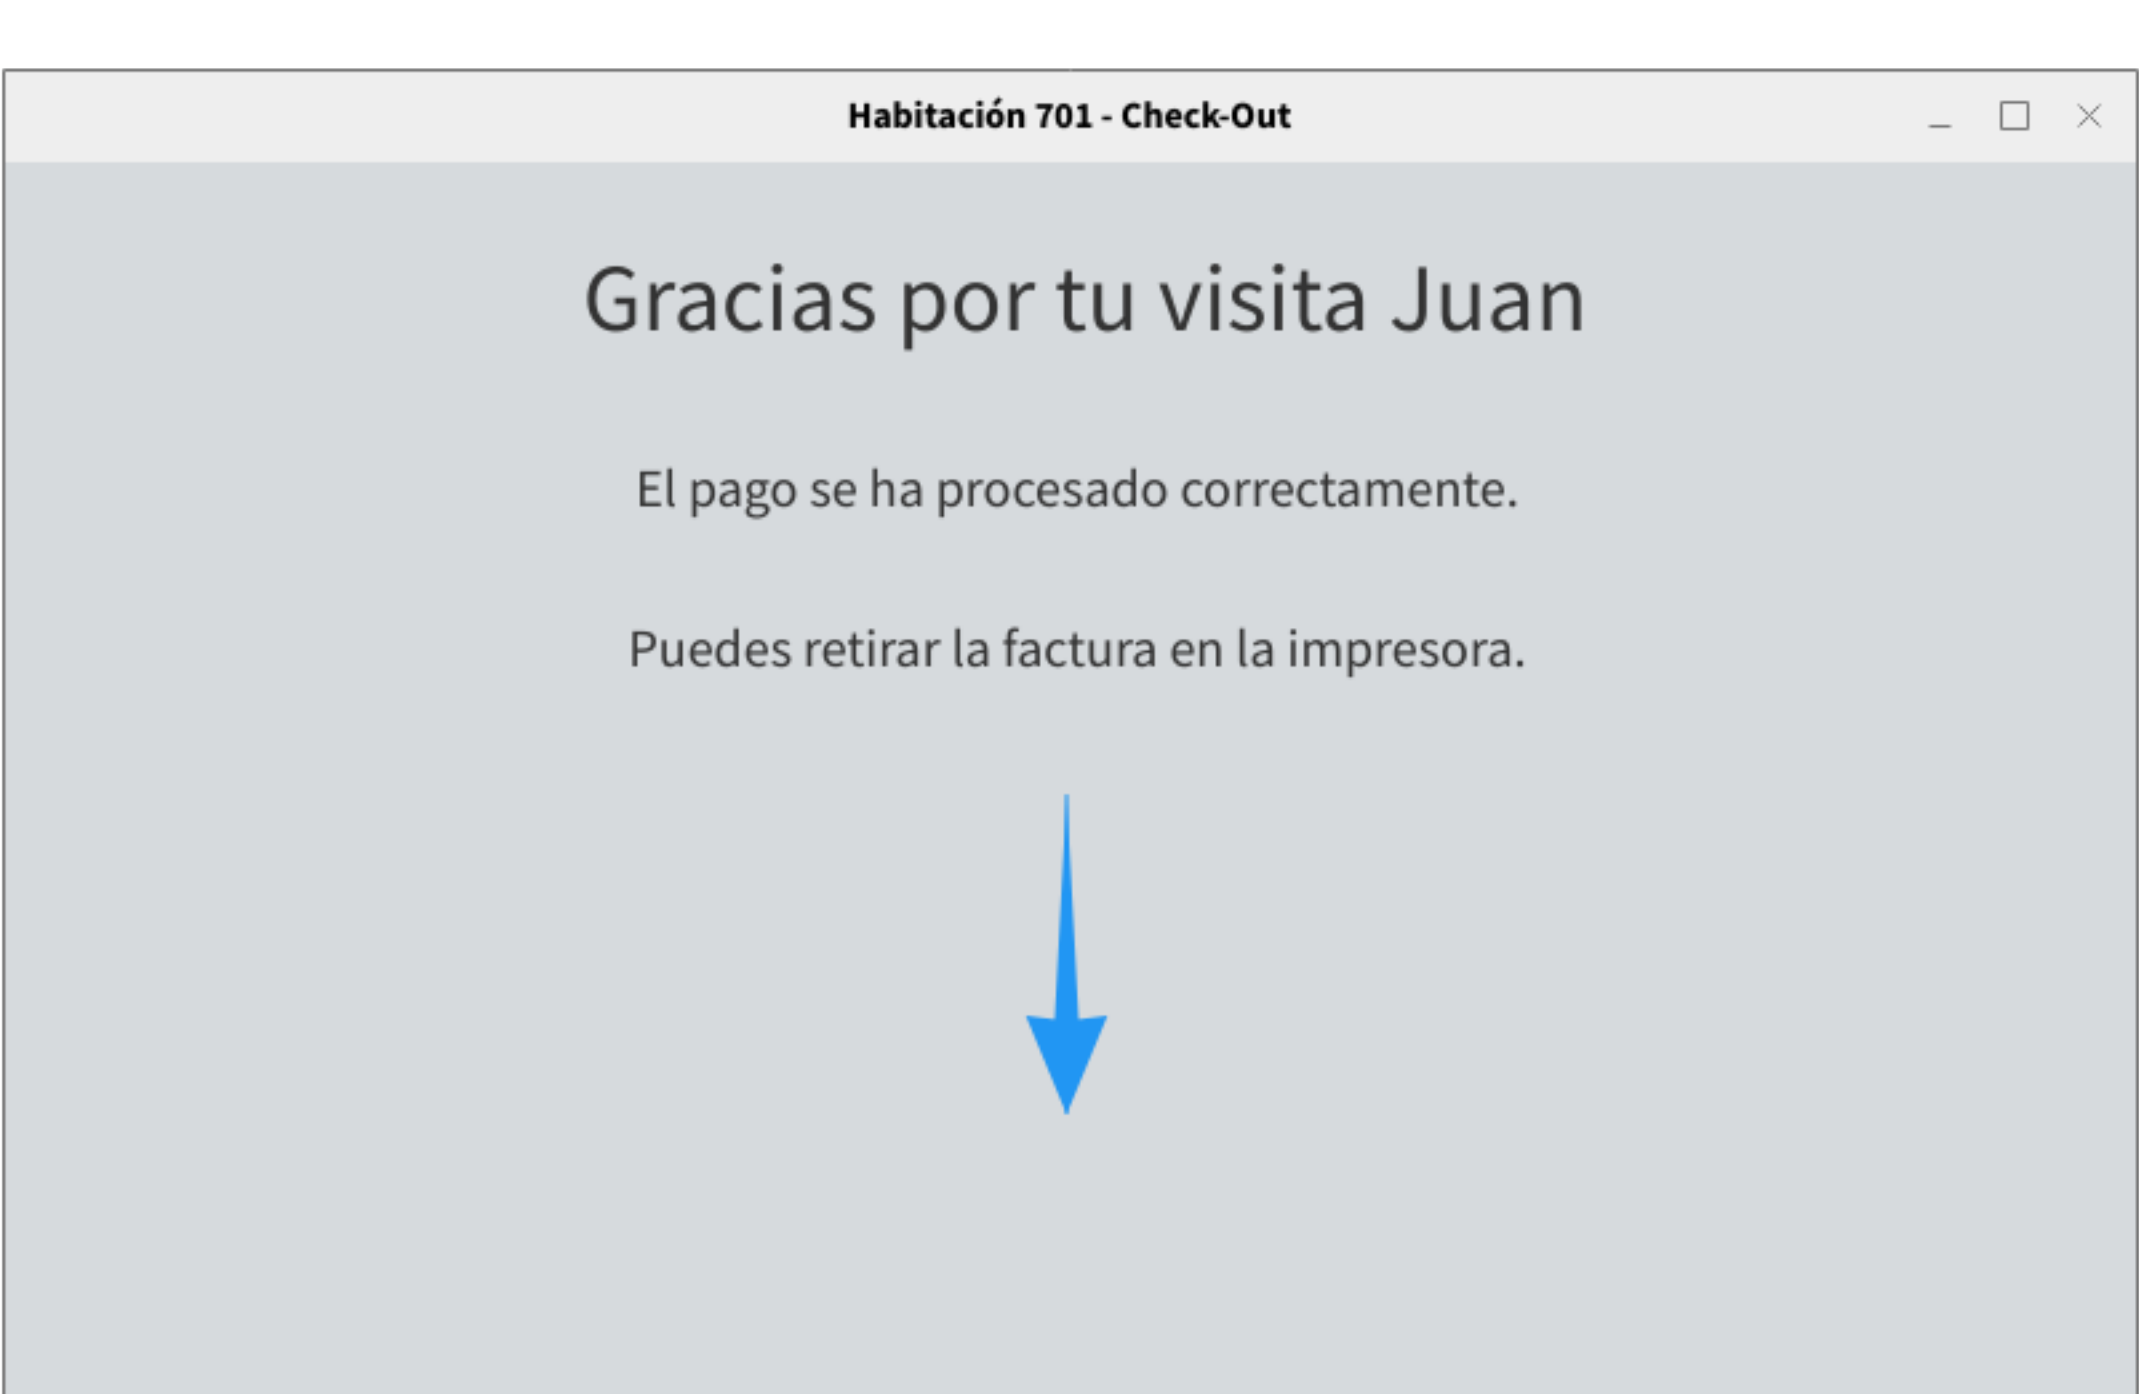 Habitación 701 - Check-Out
Gracias por tu visita Juan
El pago se ha procesado correctamente.
Puedes retirar la factura en la impresora.